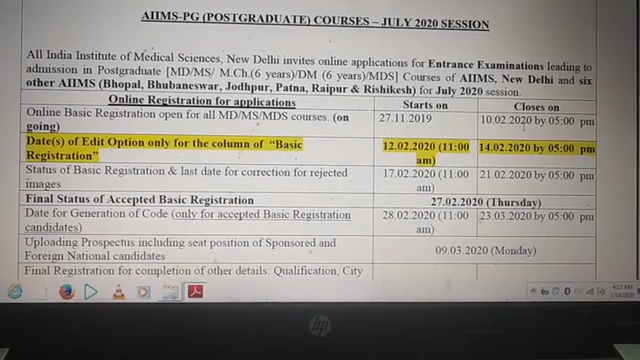 AIIMS-PG (POSTGRADUATE) COURSES – JULY 2020 SESSION
All India Institute of Medical Sciences, New Delhi invites online applications for Entrance Examinations leading to
admission in Postgraduate [MD/MS/ M.Ch.(6 years)/DM (6 years)/MDS] Courses of AIIMS, New Delhi and six
other AIIMS (Bhopal, Bhubaneswar, Jodhpur, Patna, Raipur & Rishikesh) for July 2020 session.
Online Registration for applications Starts on Closes on
Online Basic Registration open for all MD/MS/MDS courses. (on 27.11.2019 10.02.2020 by 05:00 pm
going)
Date(s) of Edit Option only for the column of "Basic 12.02.2020 (11:00 14.02.2020 by 05:00 pm
Registration" am)
Status of Basic Registration & last date for correction for rejected 17.02.2020 (11:00 21.02.2020 by 05:00 pm
images am)
Final Status of Accepted Basic Registration 27.02.2020 (Thursday)
Date for Generation of Code (only for accepted Basic Registration 28.02.2020 (11:00 23.03.2020 by 05:00 pm
candidates) am)
Uploading Prospectus including seat position of Sponsored and 09.03.2020 (Monday)
Foreign National candidates
Final Registration for completion of other details: Qualification, City
4:17 AM
1/14/2020
hp